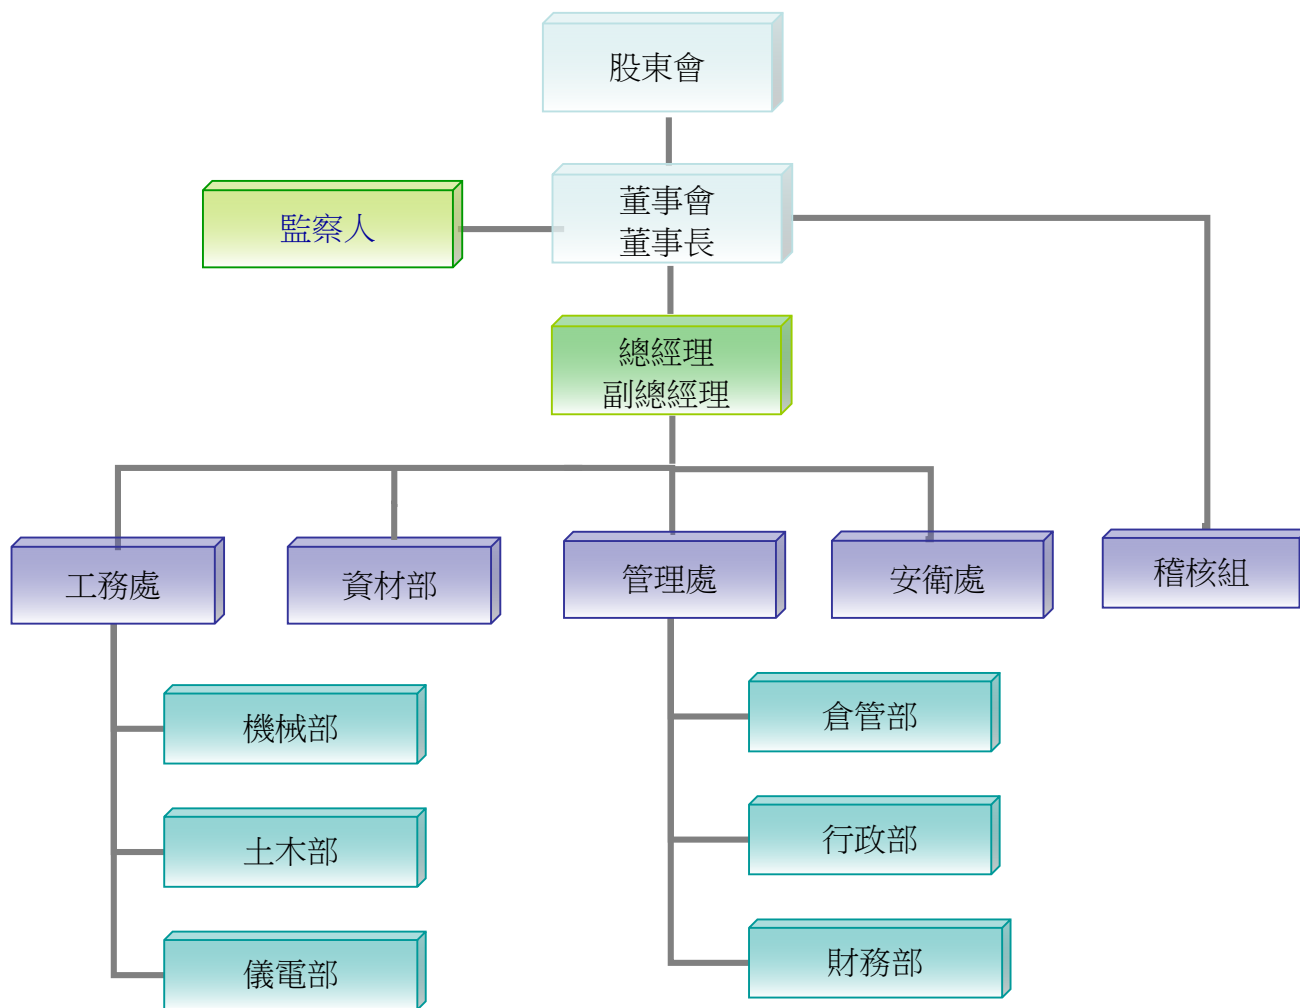 股東會
監察人
董事會
董事長
總經理
副總經理
工務處
資材部
管理處
安衛處
稽核組
機械部
土木部
儀電部
倉管部
行政部
財務部